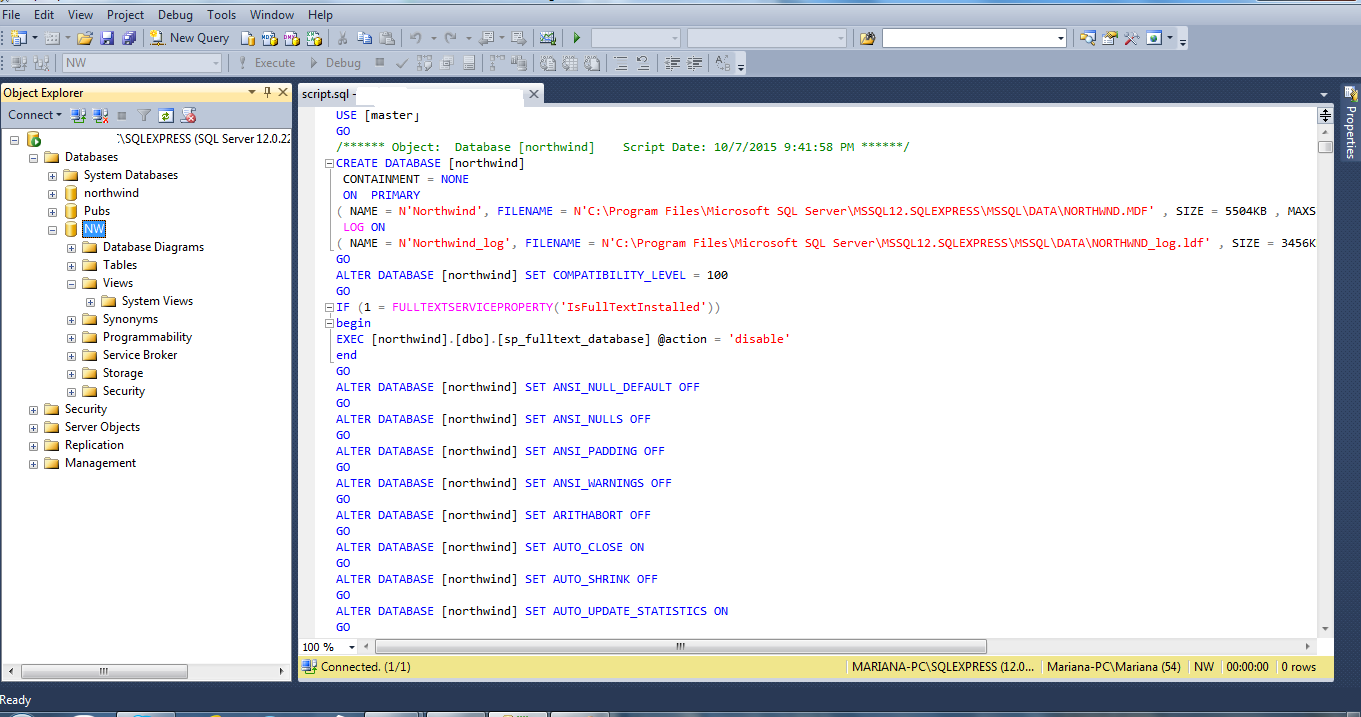 File Edit View Project Debug Tools Window Help
New Query
NW Execute Debug
Object Explorer
Connect
.\SQLEXPRESS (SQL Server 12.0.22
Databases
System Databases
northwind
Pubs
NW
Database Diagrams
Tables
Views
System Views
Synonyms
Programmability
Service Broker
Storage
Security
Security
Server Objects
Replication
Management
script.sql -
USE [master]
GO
/****** Object:  Database [northwind]    Script Date: 10/7/2015 9:41:58 PM ******/
CREATE DATABASE [northwind]
CONTAINMENT = NONE
ON  PRIMARY
( NAME = N'Northwind', FILENAME = N'C:\Program Files\Microsoft SQL Server\MSSQL12.SQLEXPRESS\MSSQL\DATA\NORTHWND.MDF' , SIZE = 5504KB , MAXS
LOG ON
( NAME = N'Northwind_log', FILENAME = N'C:\Program Files\Microsoft SQL Server\MSSQL12.SQLEXPRESS\MSSQL\DATA\NORTHWND_log.ldf' , SIZE = 3456K
GO
ALTER DATABASE [northwind] SET COMPATIBILITY_LEVEL = 100
GO
IF (1 = FULLTEXTSERVICEPROPERTY('IsFullTextInstalled'))
begin
EXEC [northwind].[dbo].[sp_fulltext_database] @action = 'disable'
end
GO
ALTER DATABASE [northwind] SET ANSI_NULL_DEFAULT OFF
GO
ALTER DATABASE [northwind] SET ANSI_NULLS OFF
GO
ALTER DATABASE [northwind] SET ANSI_PADDING OFF
GO
ALTER DATABASE [northwind] SET ANSI_WARNINGS OFF
GO
ALTER DATABASE [northwind] SET ARITHABORT OFF
GO
ALTER DATABASE [northwind] SET AUTO_CLOSE ON
GO
ALTER DATABASE [northwind] SET AUTO_SHRINK OFF
GO
ALTER DATABASE [northwind] SET AUTO_UPDATE_STATISTICS ON
GO
100 %
Connected. (1/1) MARIANA-PC\SQLEXPRESS (12.0... Mariana-PC\Mariana (54) NW 00:00:00 0 rows
Properties
Ready